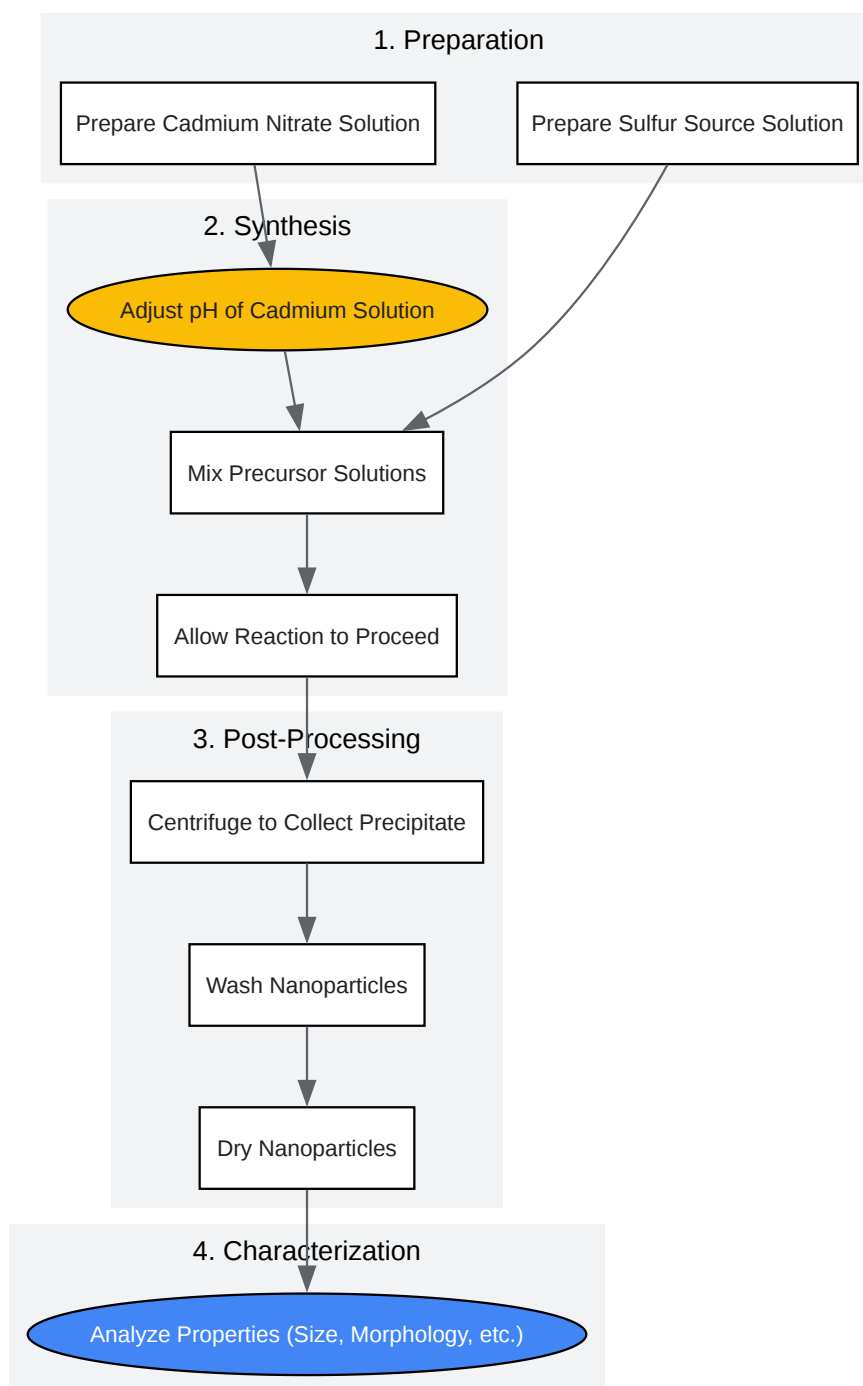 1. Preparation
Prepare Cadmium Nitrate Solution
Prepare Sulfur Source Solution
2. Synthesis
Adjust pH of Cadmium Solution
Mix Precursor Solutions
Allow Reaction to Proceed
3. Post-Processing
Centrifuge to Collect Precipitate
Wash Nanoparticles
Dry Nanoparticles
4. Characterization
Analyze Properties (Size, Morphology, etc.)